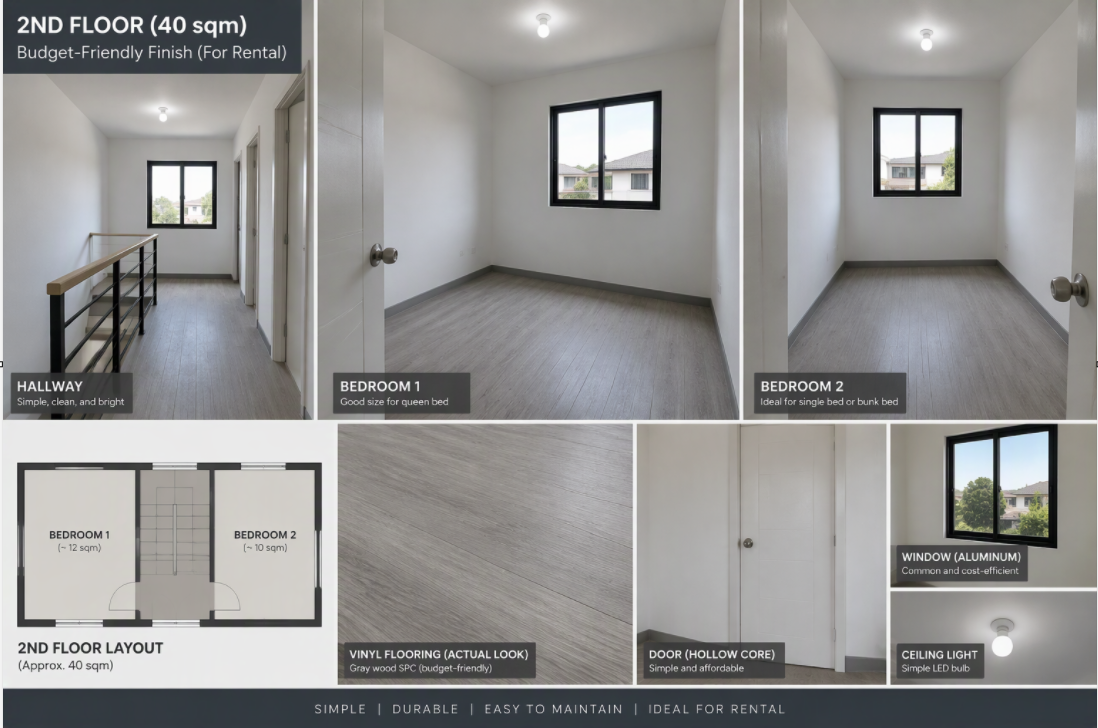 2ND FLOOR (40 sqm)
Budget-Friendly Finish (For Rental)
HALLWAY
Simple, clean, and bright
BEDROOM 1
Good size for queen bed
BEDROOM 2
Ideal for single bed or bunk bed
BEDROOM 1
(~ 12 sqm)
BEDROOM 2
(~ 10 sqm)
2ND FLOOR LAYOUT
(Approx. 40 sqm)
VINYL FLOORING (ACTUAL LOOK)
Gray wood SPC (budget-friendly)
DOOR (HOLLOW CORE)
Simple and affordable
WINDOW (ALUMINUM)
Common and cost-efficient
CEILING LIGHT
Simple LED bulb
SIMPLE | DURABLE | EASY TO MAINTAIN | IDEAL FOR RENTAL